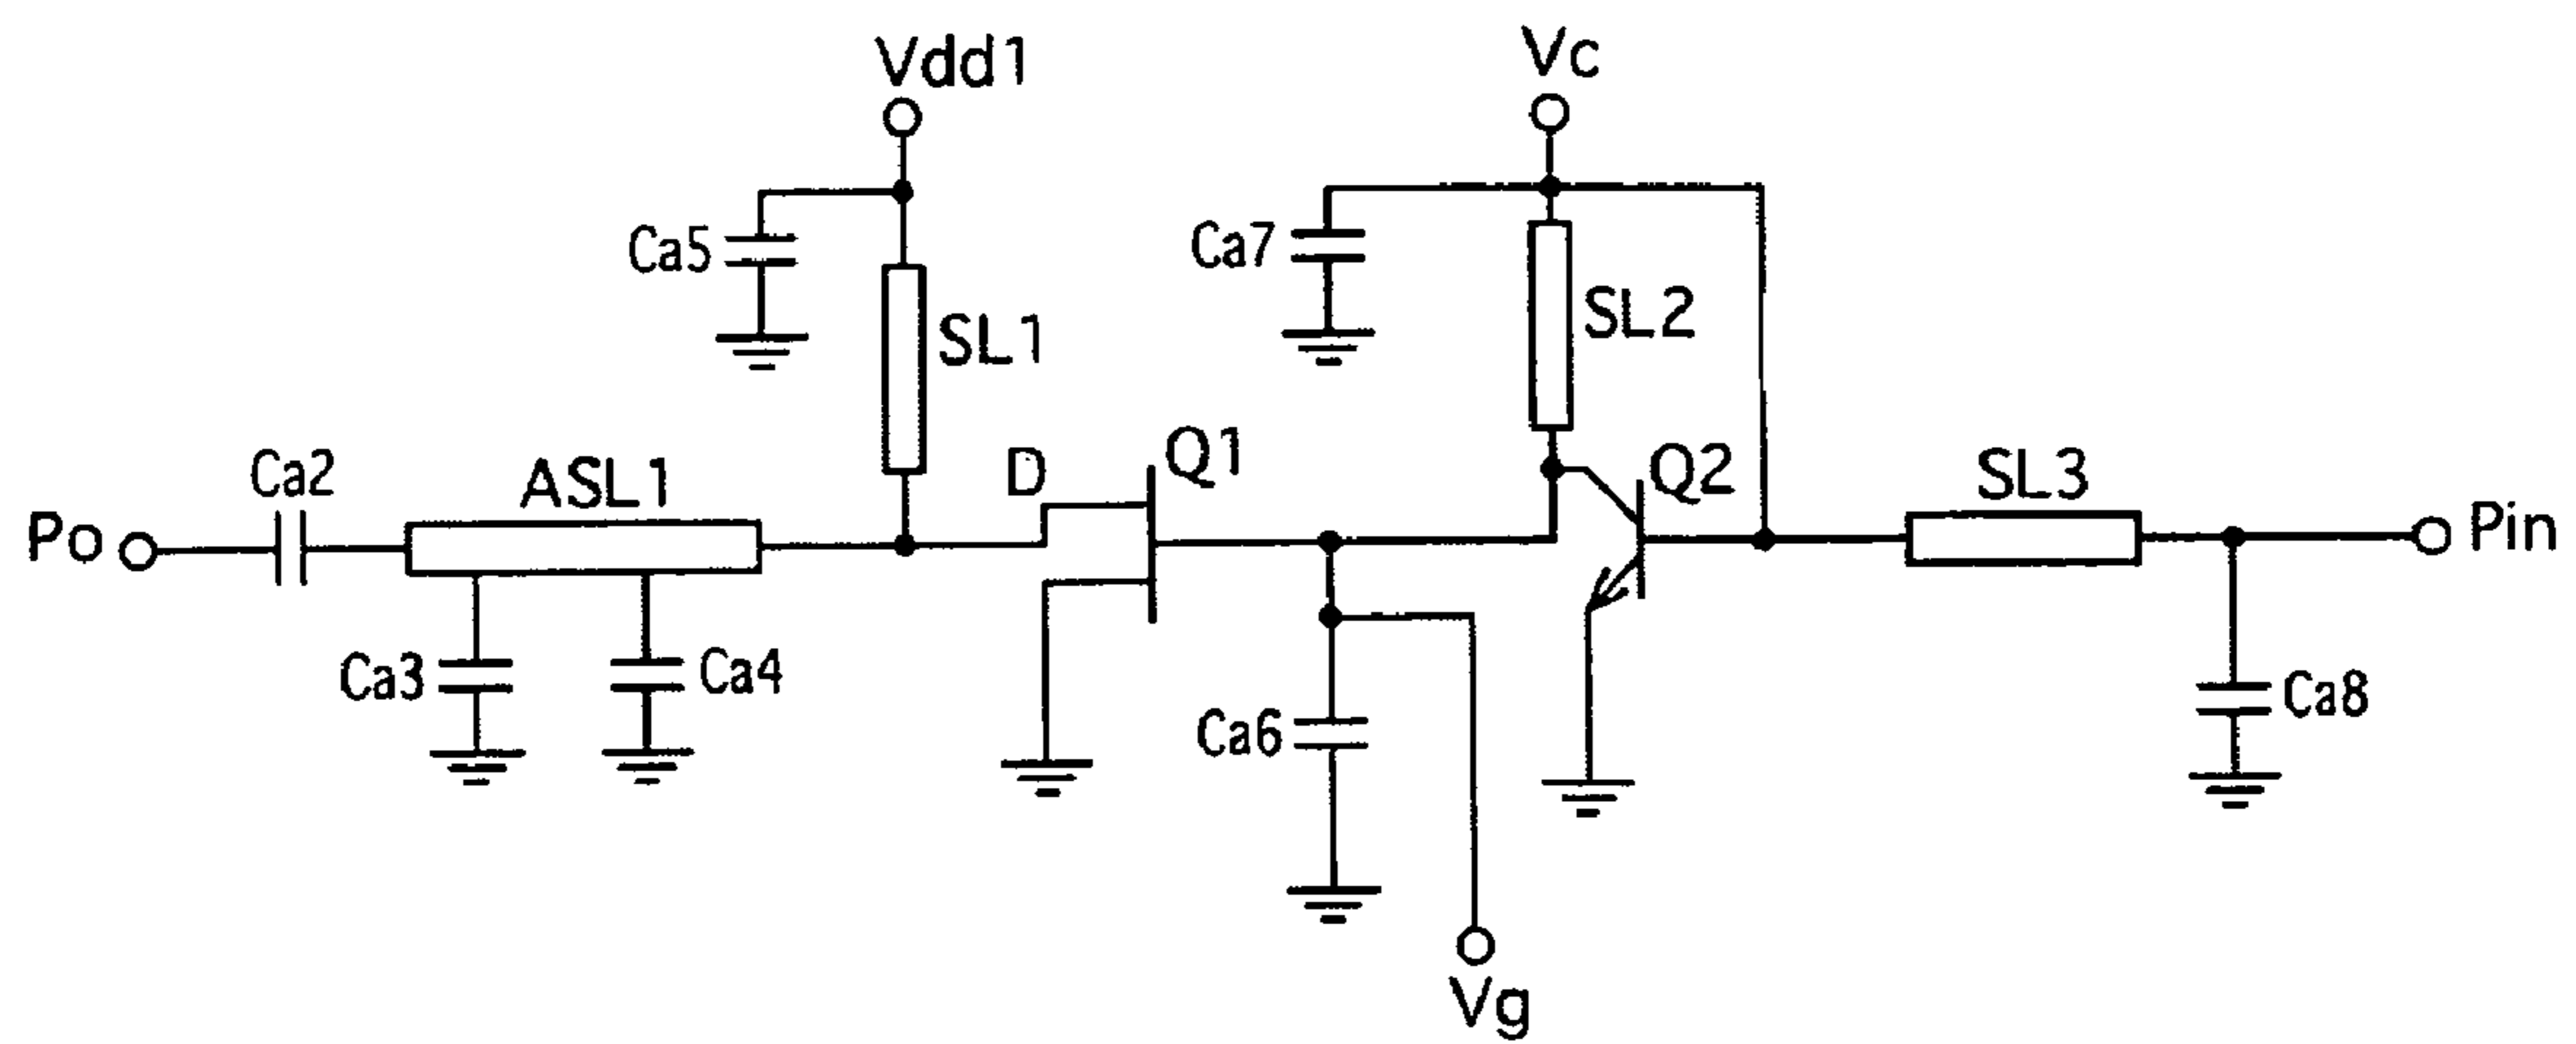 Vdd1
Vc
Ca5
Ca7
SL1
SL2
Ca2
ASL1
D
Q1
Q2
SL3
Po
Pin
Ca3
Ca4
Ca6
Ca8
Vg